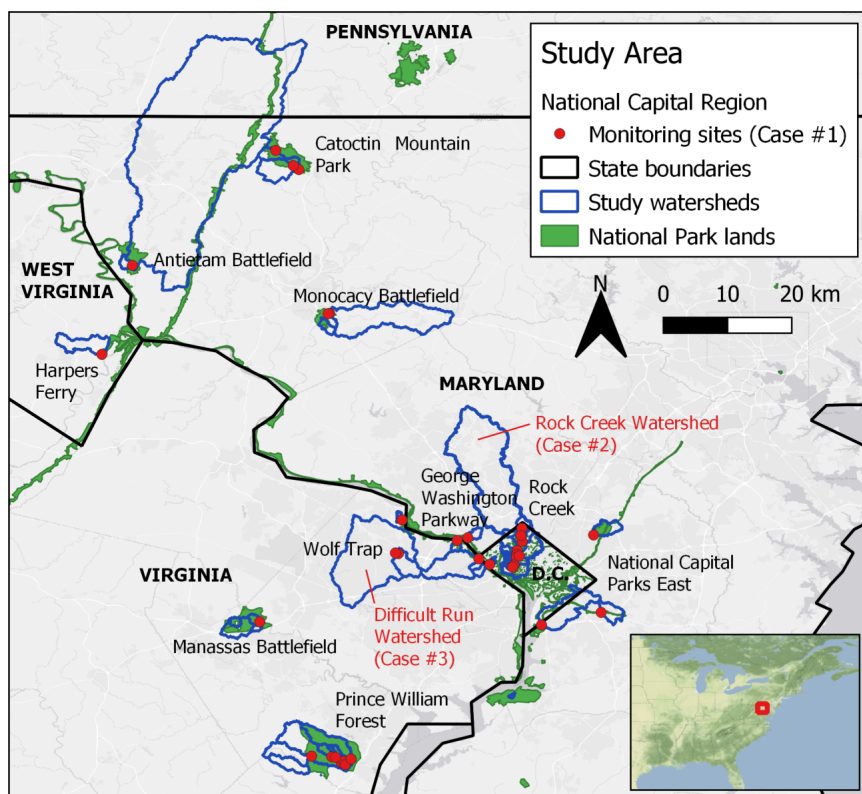 PENNSYLVANIA
Study Area
National Capital Region
Monitoring sites (Case #1)
State boundaries
Study watersheds
National Park lands
Catoctin Mountain
Park
WEST
VIRGINIA
Antietam Battlefield
Monocacy Battlefield
N
0 10 20 km
Harpers
Ferry
MARYLAND
Rock Creek Watershed
(Case #2)
George
Washington
Parkway
Rock
Creek
Wolf Trap
VIRGINIA
D.C.
National Capital
Parks East
Difficult Run
Watershed
(Case #3)
Manassas Battlefield
Prince William
Forest